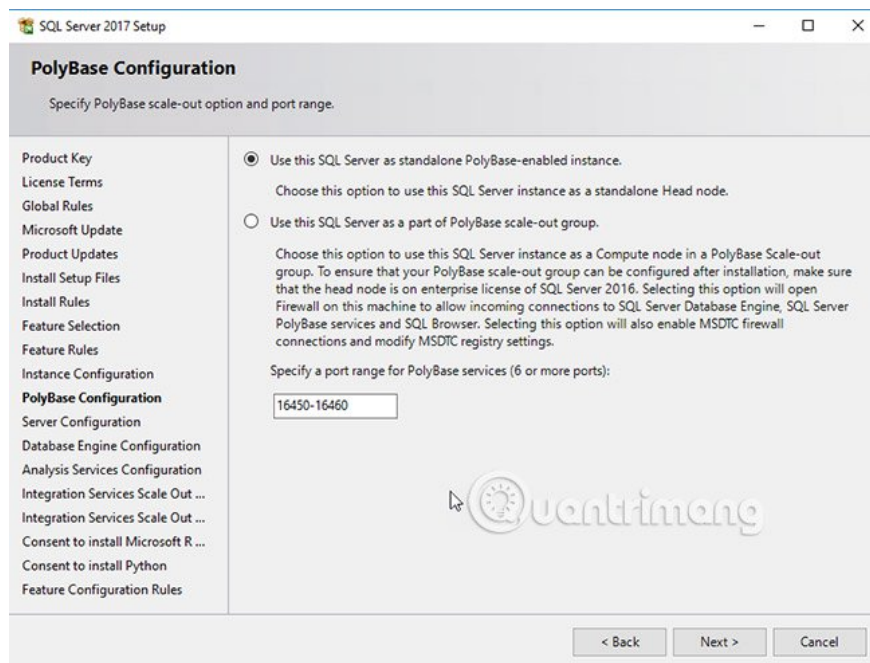 SQL Server 2017 Setup
PolyBase Configuration
Specify PolyBase scale-out option and port range.
Product Key
License Terms
Global Rules
Microsoft Update
Product Updates
Install Setup Files
Install Rules
Feature Selection
Feature Rules
Instance Configuration
PolyBase Configuration
Server Configuration
Database Engine Configuration
Analysis Services Configuration
Integration Services Scale Out ...
Integration Services Scale Out ...
Consent to install Microsoft R ...
Consent to install Python
Feature Configuration Rules
Use this SQL Server as standalone PolyBase-enabled instance.
Choose this option to use this SQL Server instance as a standalone Head node.
Use this SQL Server as a part of PolyBase scale-out group.
Choose this option to use this SQL Server instance as a Compute node in a PolyBase Scale-out
group. To ensure that your PolyBase scale-out group can be configured after installation, make sure
that the head node is on enterprise license of SQL Server 2016. Selecting this option will open
Firewall on this machine to allow incoming connections to SQL Server Database Engine, SQL Server
PolyBase services and SQL Browser. Selecting this option will also enable MSDTC firewall
connections and modify MSDTC registry settings.
Specify a port range for PolyBase services (6 or more ports):
16450-16460
Quantrimang
< Back
Next >
Cancel